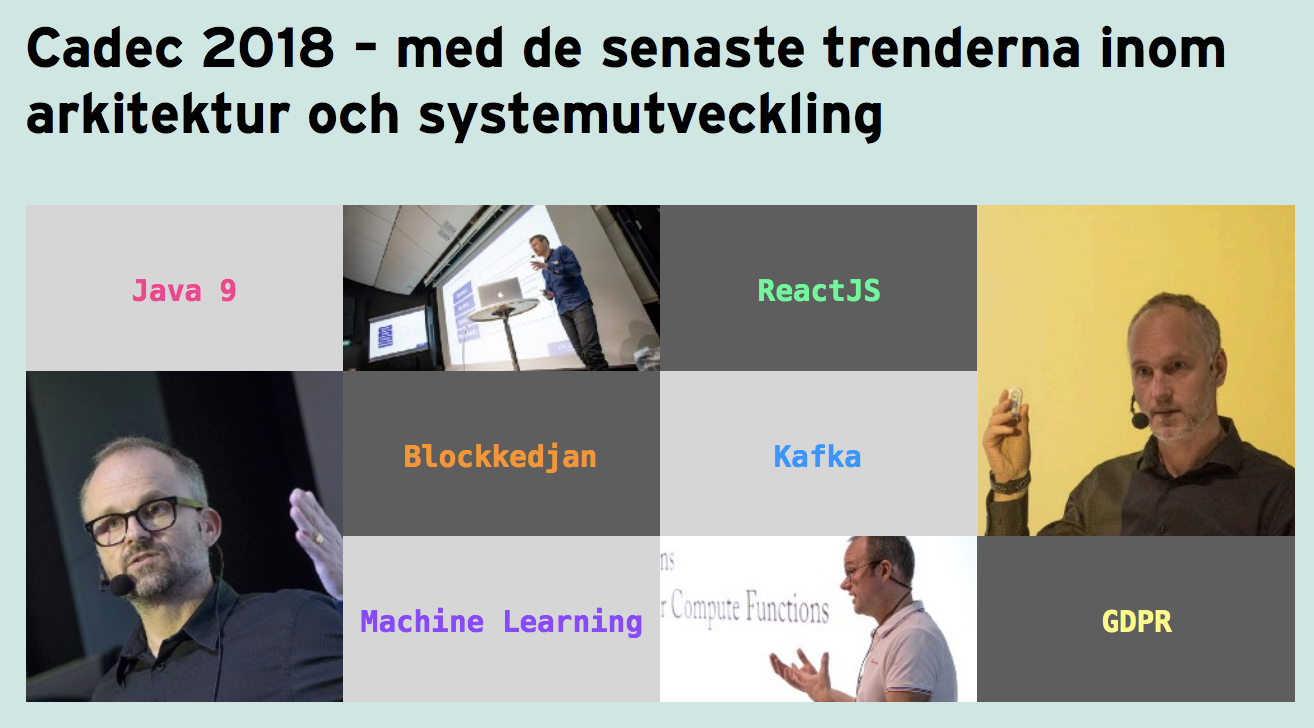 Cadec 2018 – med de senaste trenderna inom
arkitektur och systemutveckling
Java 9
ReactJS
Blockkedjan
Kafka
Machine Learning
ns
r Compute Functions
GDPR